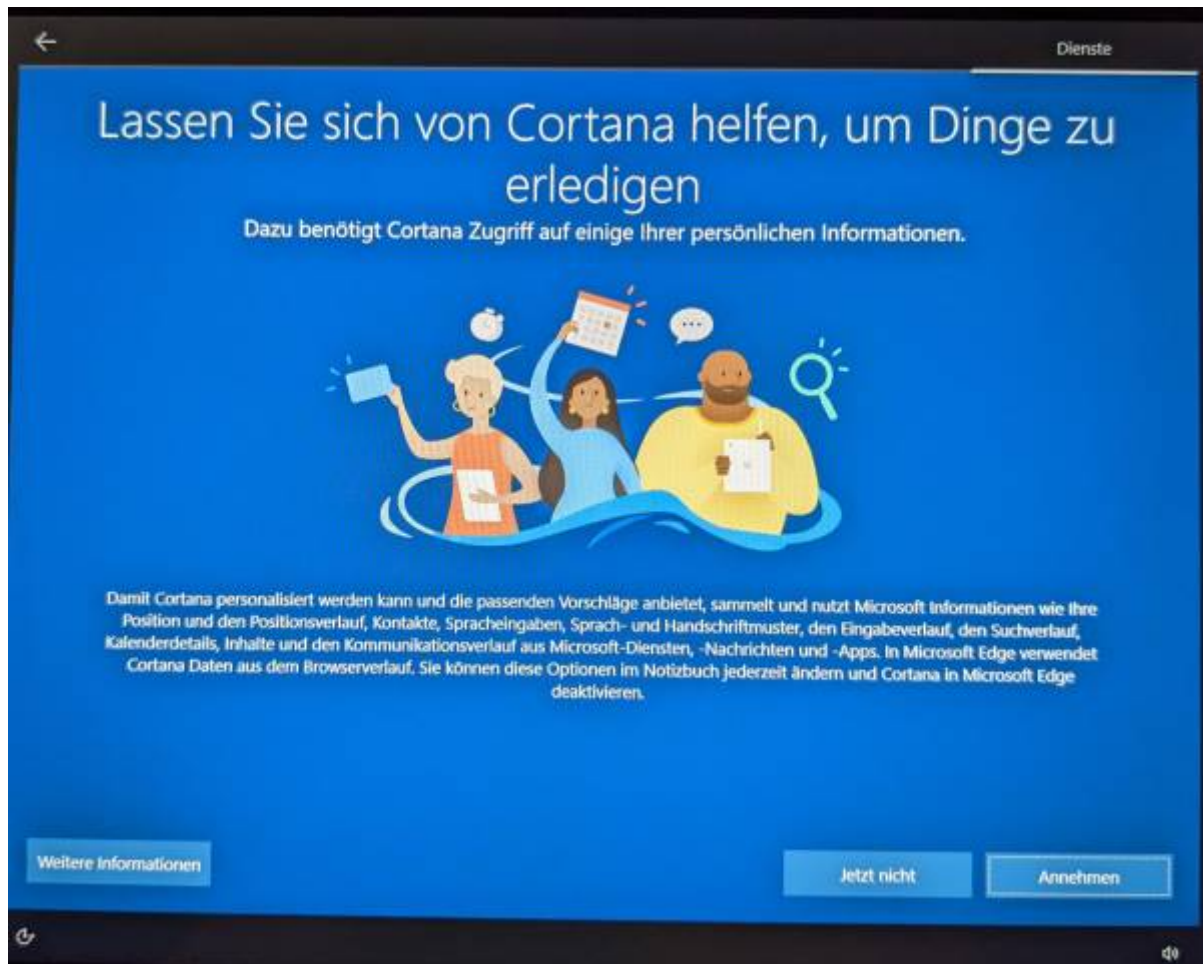 Dienste
Lassen Sie sich von Cortana helfen, um Dinge zu
erledigen
Dazu benötigt Cortana Zugriff auf einige Ihrer persönlichen Informationen.
Damit Cortana personalisiert werden kann und die passenden Vorschläge anbietet, sammelt und nutzt Microsoft Informationen wie Ihre
Position und den Positionsverlauf, Kontakte, Spracheingaben, Sprach- und Handschriftmuster, den Eingabeverlauf, den Suchverlauf,
Kalenderdetails, Inhalte und den Kommunikationsverlauf aus Microsoft-Diensten, -Nachrichten und -Apps. In Microsoft Edge verwendet
Cortana Daten aus dem Browserverlauf. Sie können diese Optionen im Notizbuch jederzeit ändern und Cortana in Microsoft Edge
deaktivieren.
Weitere Informationen
Jetzt nicht
Annehmen